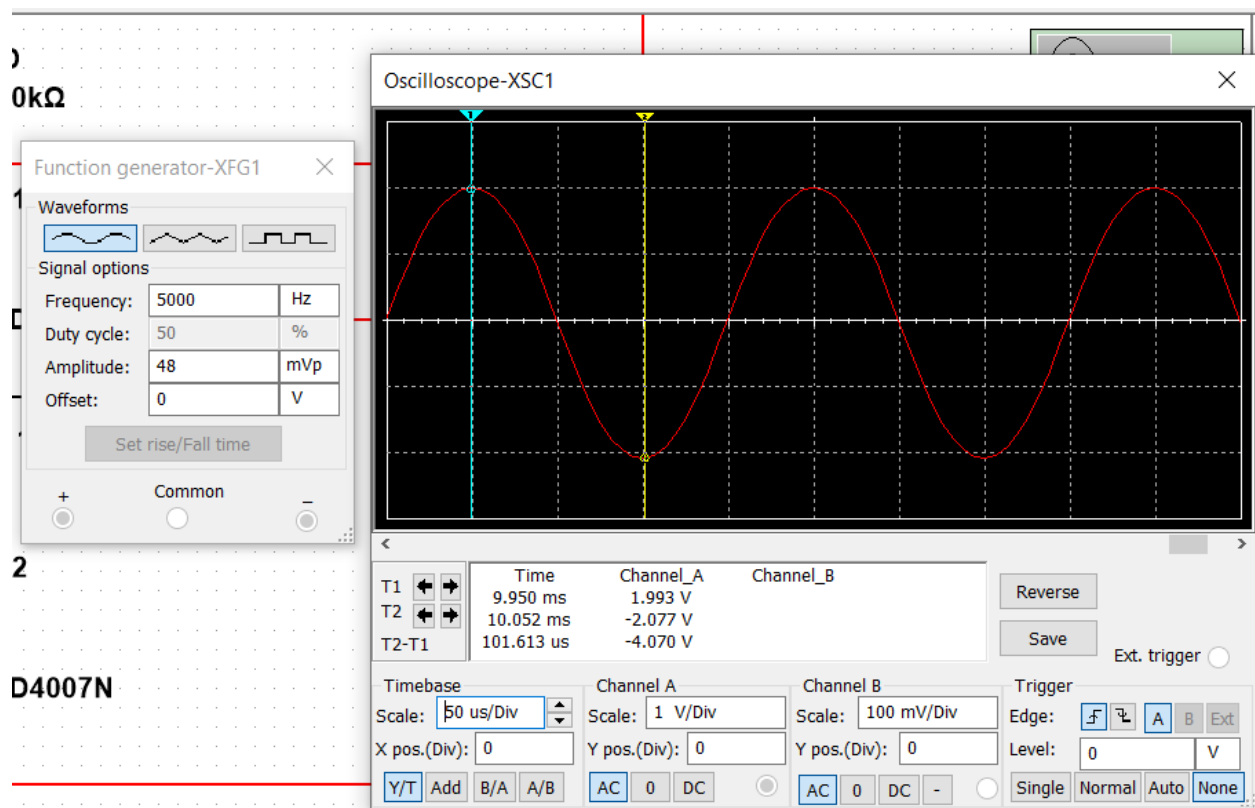 0kΩ
Oscilloscope-XSC1
Function generator-XFG1
Waveforms
Signal options
Frequency: 5000 Hz
Duty cycle: 50 %
Amplitude: 48 mVp
Offset: 0 V
Set rise/Fall time
+ Common −
1
2
2
D4007N
Time Channel_A Channel_B
T1 9.950 ms 1.993 V
T2 10.052 ms -2.077 V
T2-T1 101.613 us -4.070 V
Reverse
Save
Ext. trigger
Timebase
Scale: 50 us/Div
X pos.(Div): 0
Y/T Add B/A A/B
Channel A
Scale: 1 V/Div
Y pos.(Div): 0
AC 0 DC
Channel B
Scale: 100 mV/Div
Y pos.(Div): 0
AC 0 DC -
Trigger
Edge: A B Ext
Level: 0 V
Single Normal Auto None